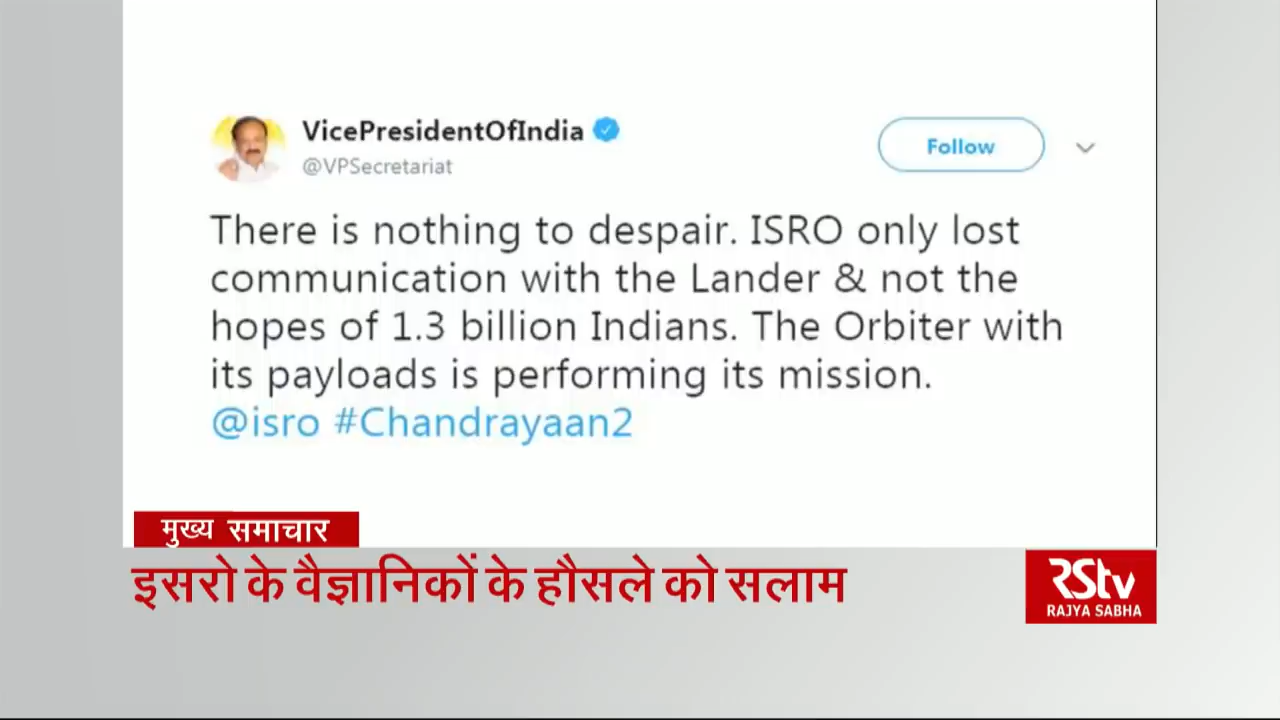 VicePresidentOfIndia
@VPSecretariat
Follow
There is nothing to despair. ISRO only lost
communication with the Lander & not the
hopes of 1.3 billion Indians. The Orbiter with
its payloads is performing its mission.
@isro #Chandrayaan2
मुख्य समाचार
इसरो के वैज्ञानिकों के हौसले को सलाम
RStv
RAJYA SABHA